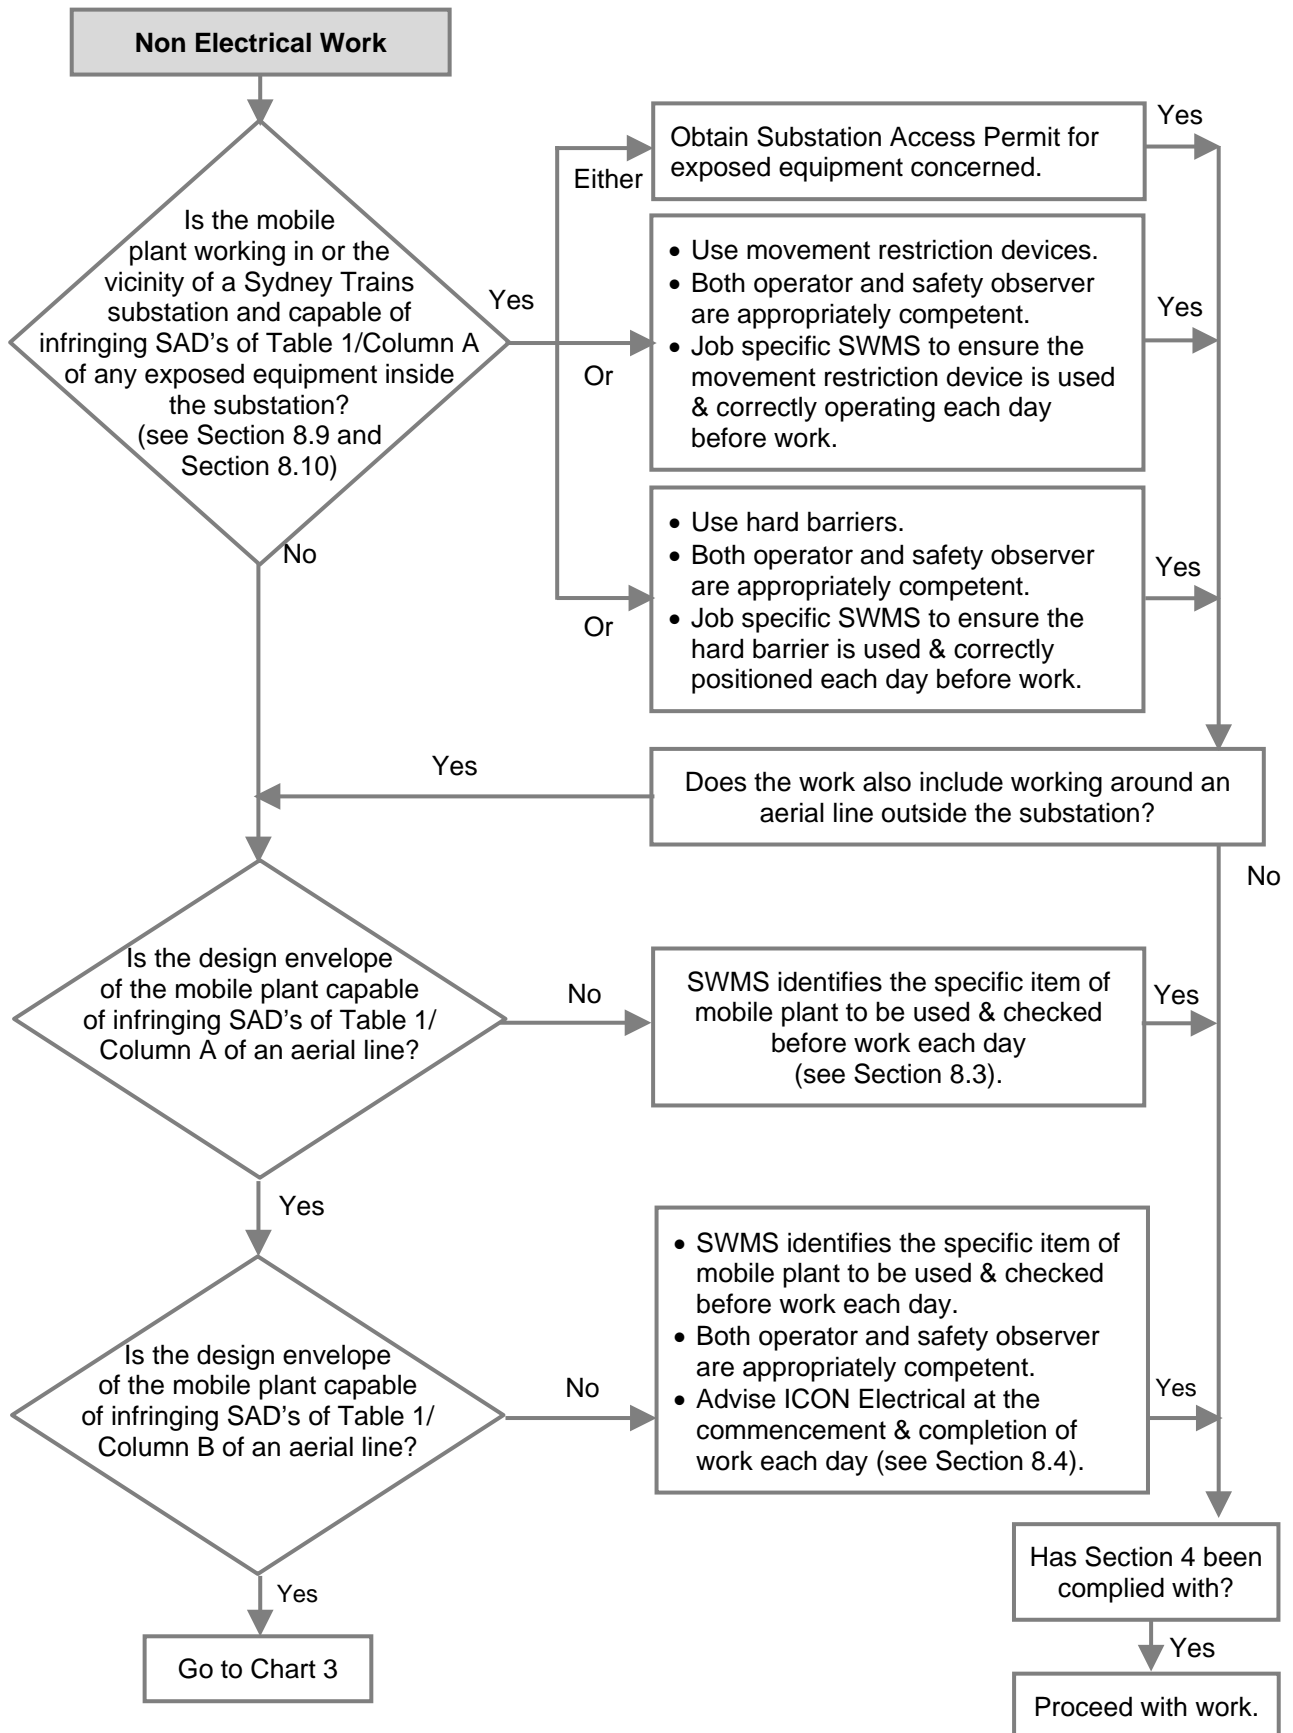 Non Electrical Work
Is the mobile
plant working in or the
vicinity of a Sydney Trains
substation and capable of
infringing SAD's of Table 1/Column A
of any exposed equipment inside
the substation?
(see Section 8.9 and
Section 8.10)
Yes
No
Either
Obtain Substation Access Permit for
exposed equipment concerned.
Yes
Or
• Use movement restriction devices.
• Both operator and safety observer
are appropriately competent.
• Job specific SWMS to ensure the
movement restriction device is used
& correctly operating each day
before work.
Yes
Or
• Use hard barriers.
• Both operator and safety observer
are appropriately competent.
• Job specific SWMS to ensure the
hard barrier is used & correctly
positioned each day before work.
Yes
Does the work also include working around an
aerial line outside the substation?
Yes
No
Is the design envelope
of the mobile plant capable
of infringing SAD's of Table 1/
Column A of an aerial line?
No
SWMS identifies the specific item of
mobile plant to be used & checked
before work each day
(see Section 8.3).
Yes
Yes
Is the design envelope
of the mobile plant capable
of infringing SAD's of Table 1/
Column B of an aerial line?
No
• SWMS identifies the specific item of
mobile plant to be used & checked
before work each day.
• Both operator and safety observer
are appropriately competent.
• Advise ICON Electrical at the
commencement & completion of
work each day (see Section 8.4).
Yes
Yes
Go to Chart 3
Has Section 4 been
complied with?
Yes
Proceed with work.